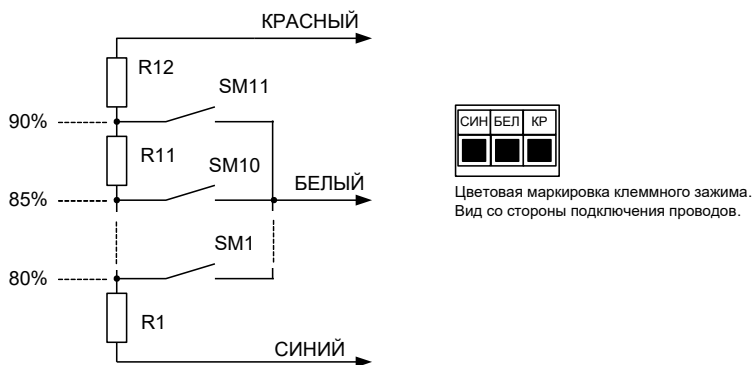 КРАСНЫЙ
R12
SM11
90%
R11
SM10
85%
БЕЛЫЙ
SM1
80%
R1
СИНИЙ
СИН БЕЛ КР
Цветовая маркировка клеммного зажима.
Вид со стороны подключения проводов.